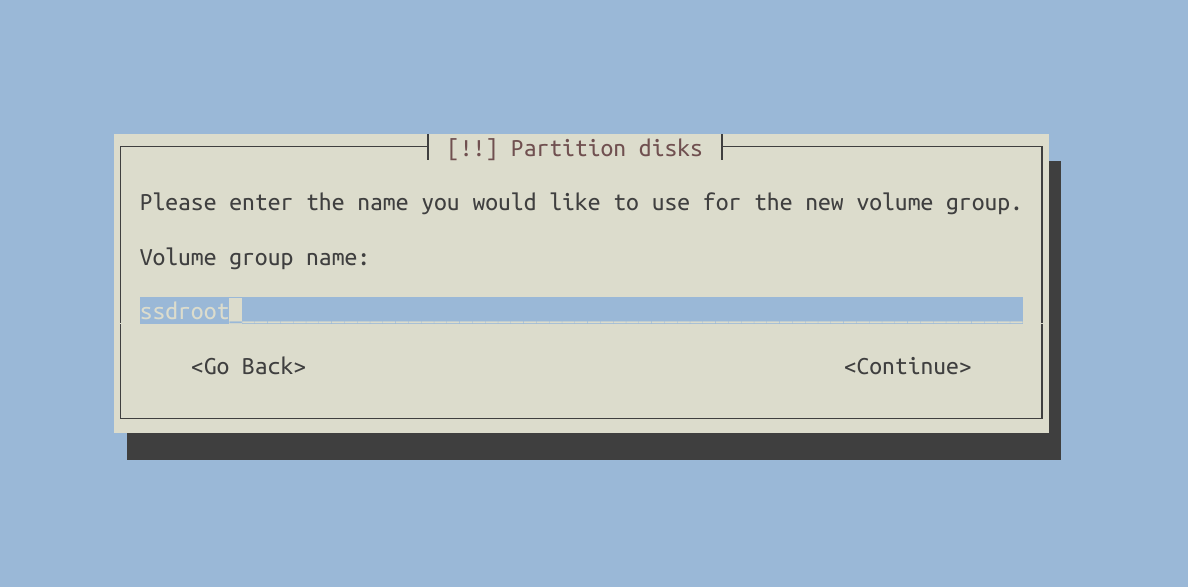 [!!] Partition disks
Please enter the name you would like to use for the new volume group.
Volume group name:
ssdroot
<Go Back> <Continue>